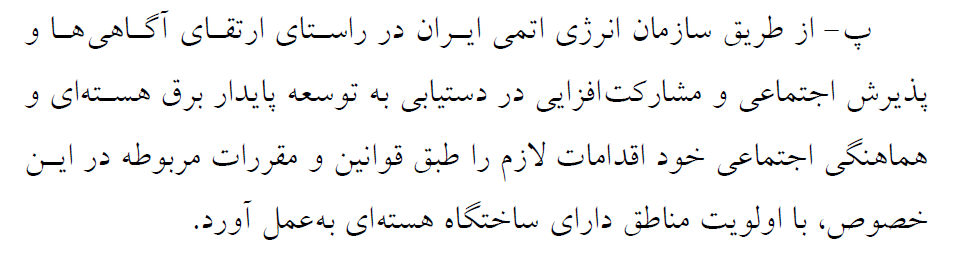 پ- از طریق سازمان انرژی اتمی ایران در راستای ارتقای آگاهی‌ها و
پذیرش اجتماعی و مشارکت‌افزایی در دستیابی به توسعه پایدار برق هسته‌ای و
هماهنگی اجتماعی خود اقدامات لازم را طبق قوانین و مقررات مربوطه در این
خصوص، با اولویت مناطق دارای ساختگاه هسته‌ای به‌عمل آورد.